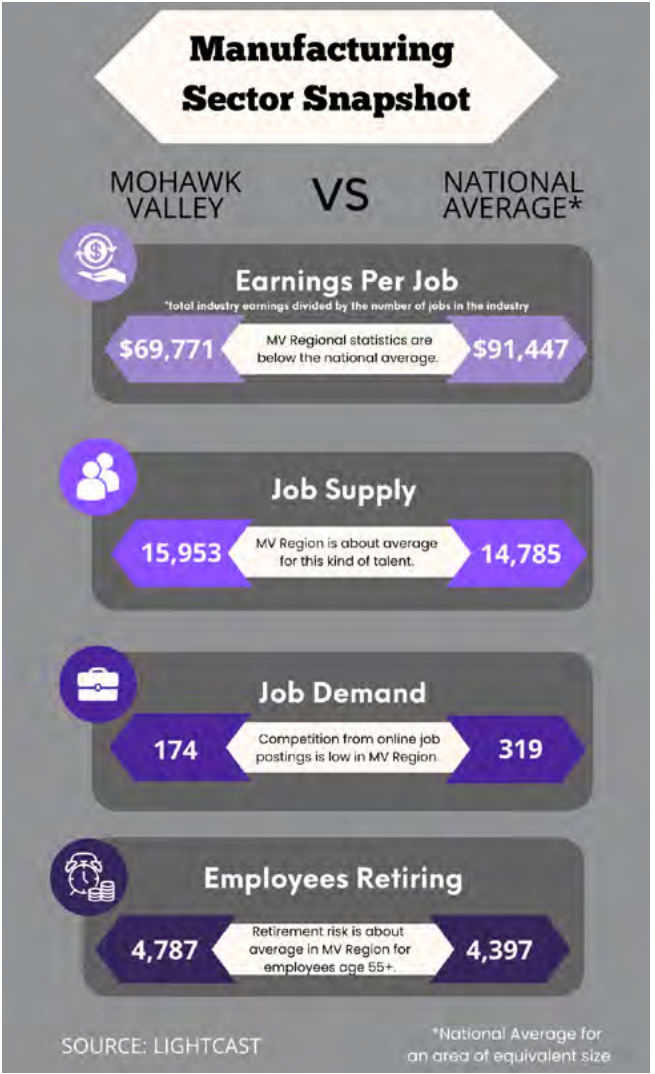 Manufacturing
Sector Snapshot
MOHAWK
VALLEY
VS
NATIONAL
AVERAGE*
Earnings Per Job
*total industry earnings divided by the number of jobs in the industry
$69,771
MV Regional statistics are
below the national average.
$91,447
Job Supply
15,953
MV Region is about average
for this kind of talent.
14,785
Job Demand
174
Competition from online job
postings is low in MV Region.
319
Employees Retiring
4,787
Retirement risk is about
average in MV Region for
employees age 55+.
4,397
SOURCE: LIGHTCAST
*National Average for
an area of equivalent size